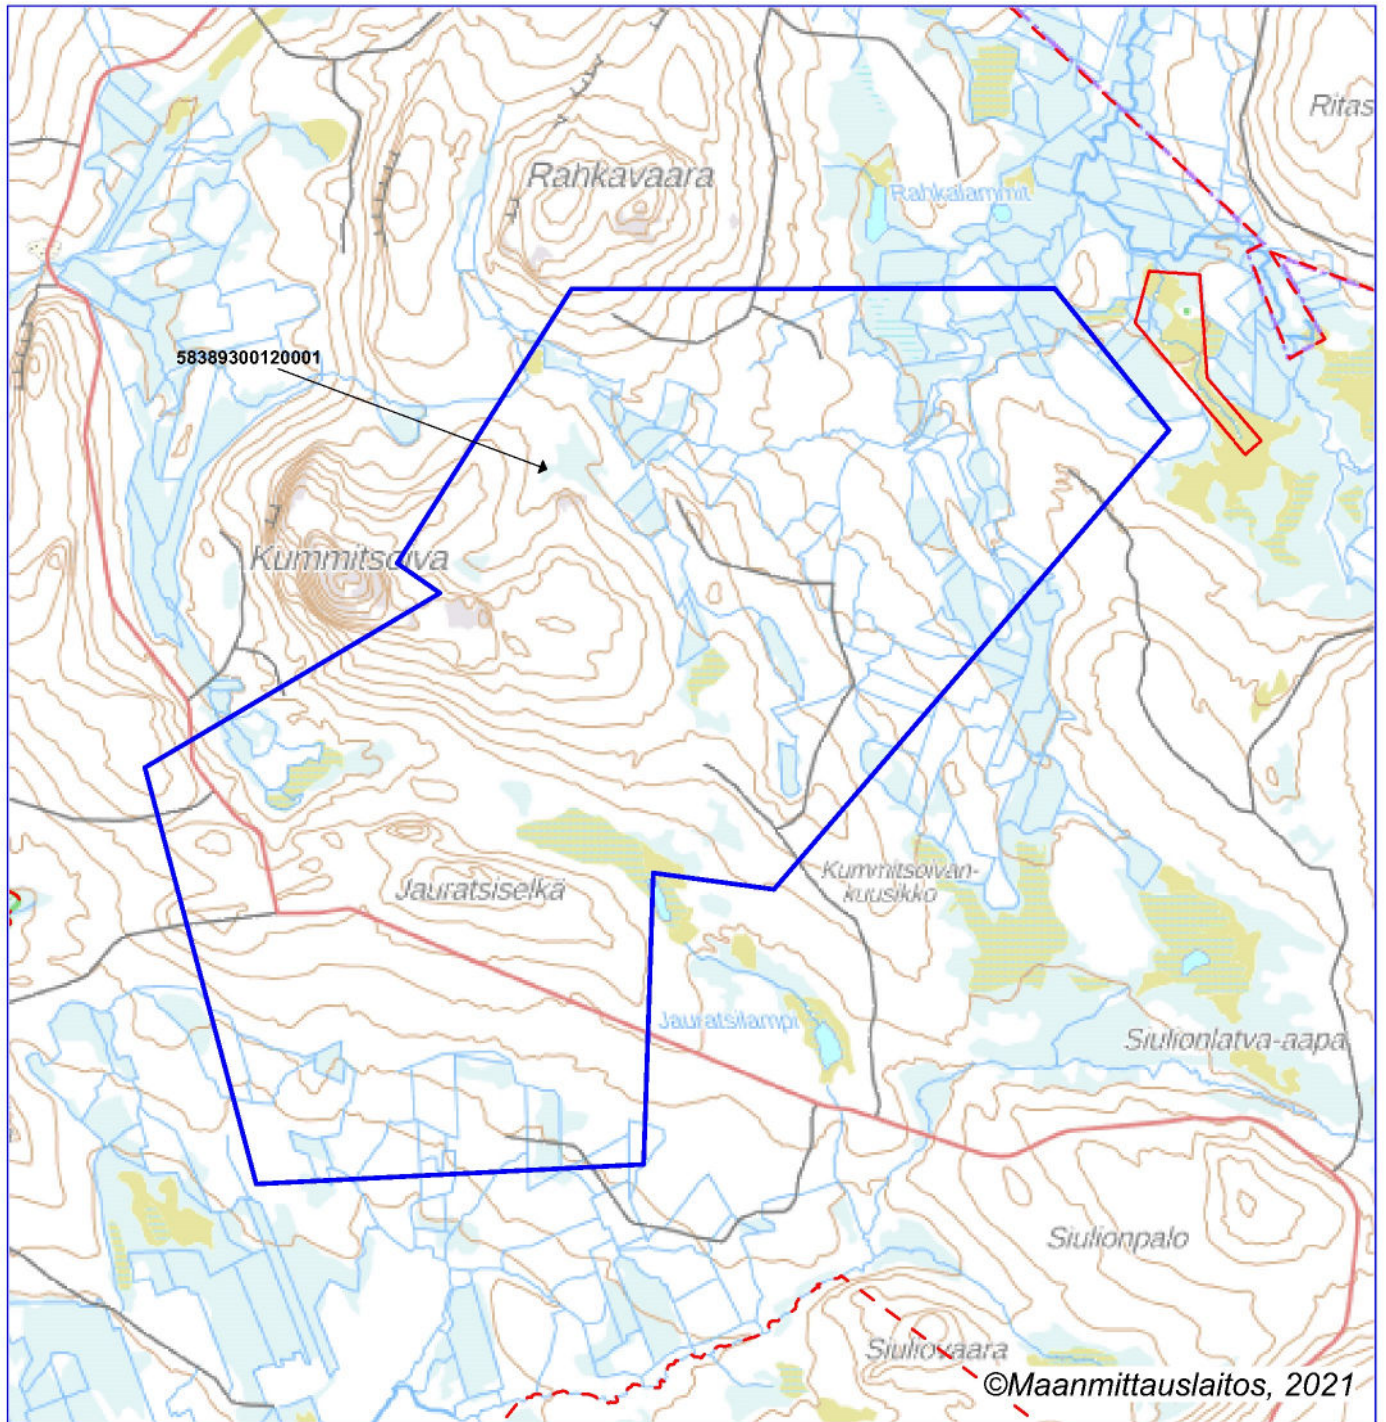 Ritas
Rahkavaara
Rahkalammit
58389300120001
Kummitsoiva
Kummitsoivan-
kuusikko
Jauratsiselkä
Jauratsilampi
Siulionlatva-aapa
Siulionpalo
Siuliovaara
©Maanmittauslaitos, 2021